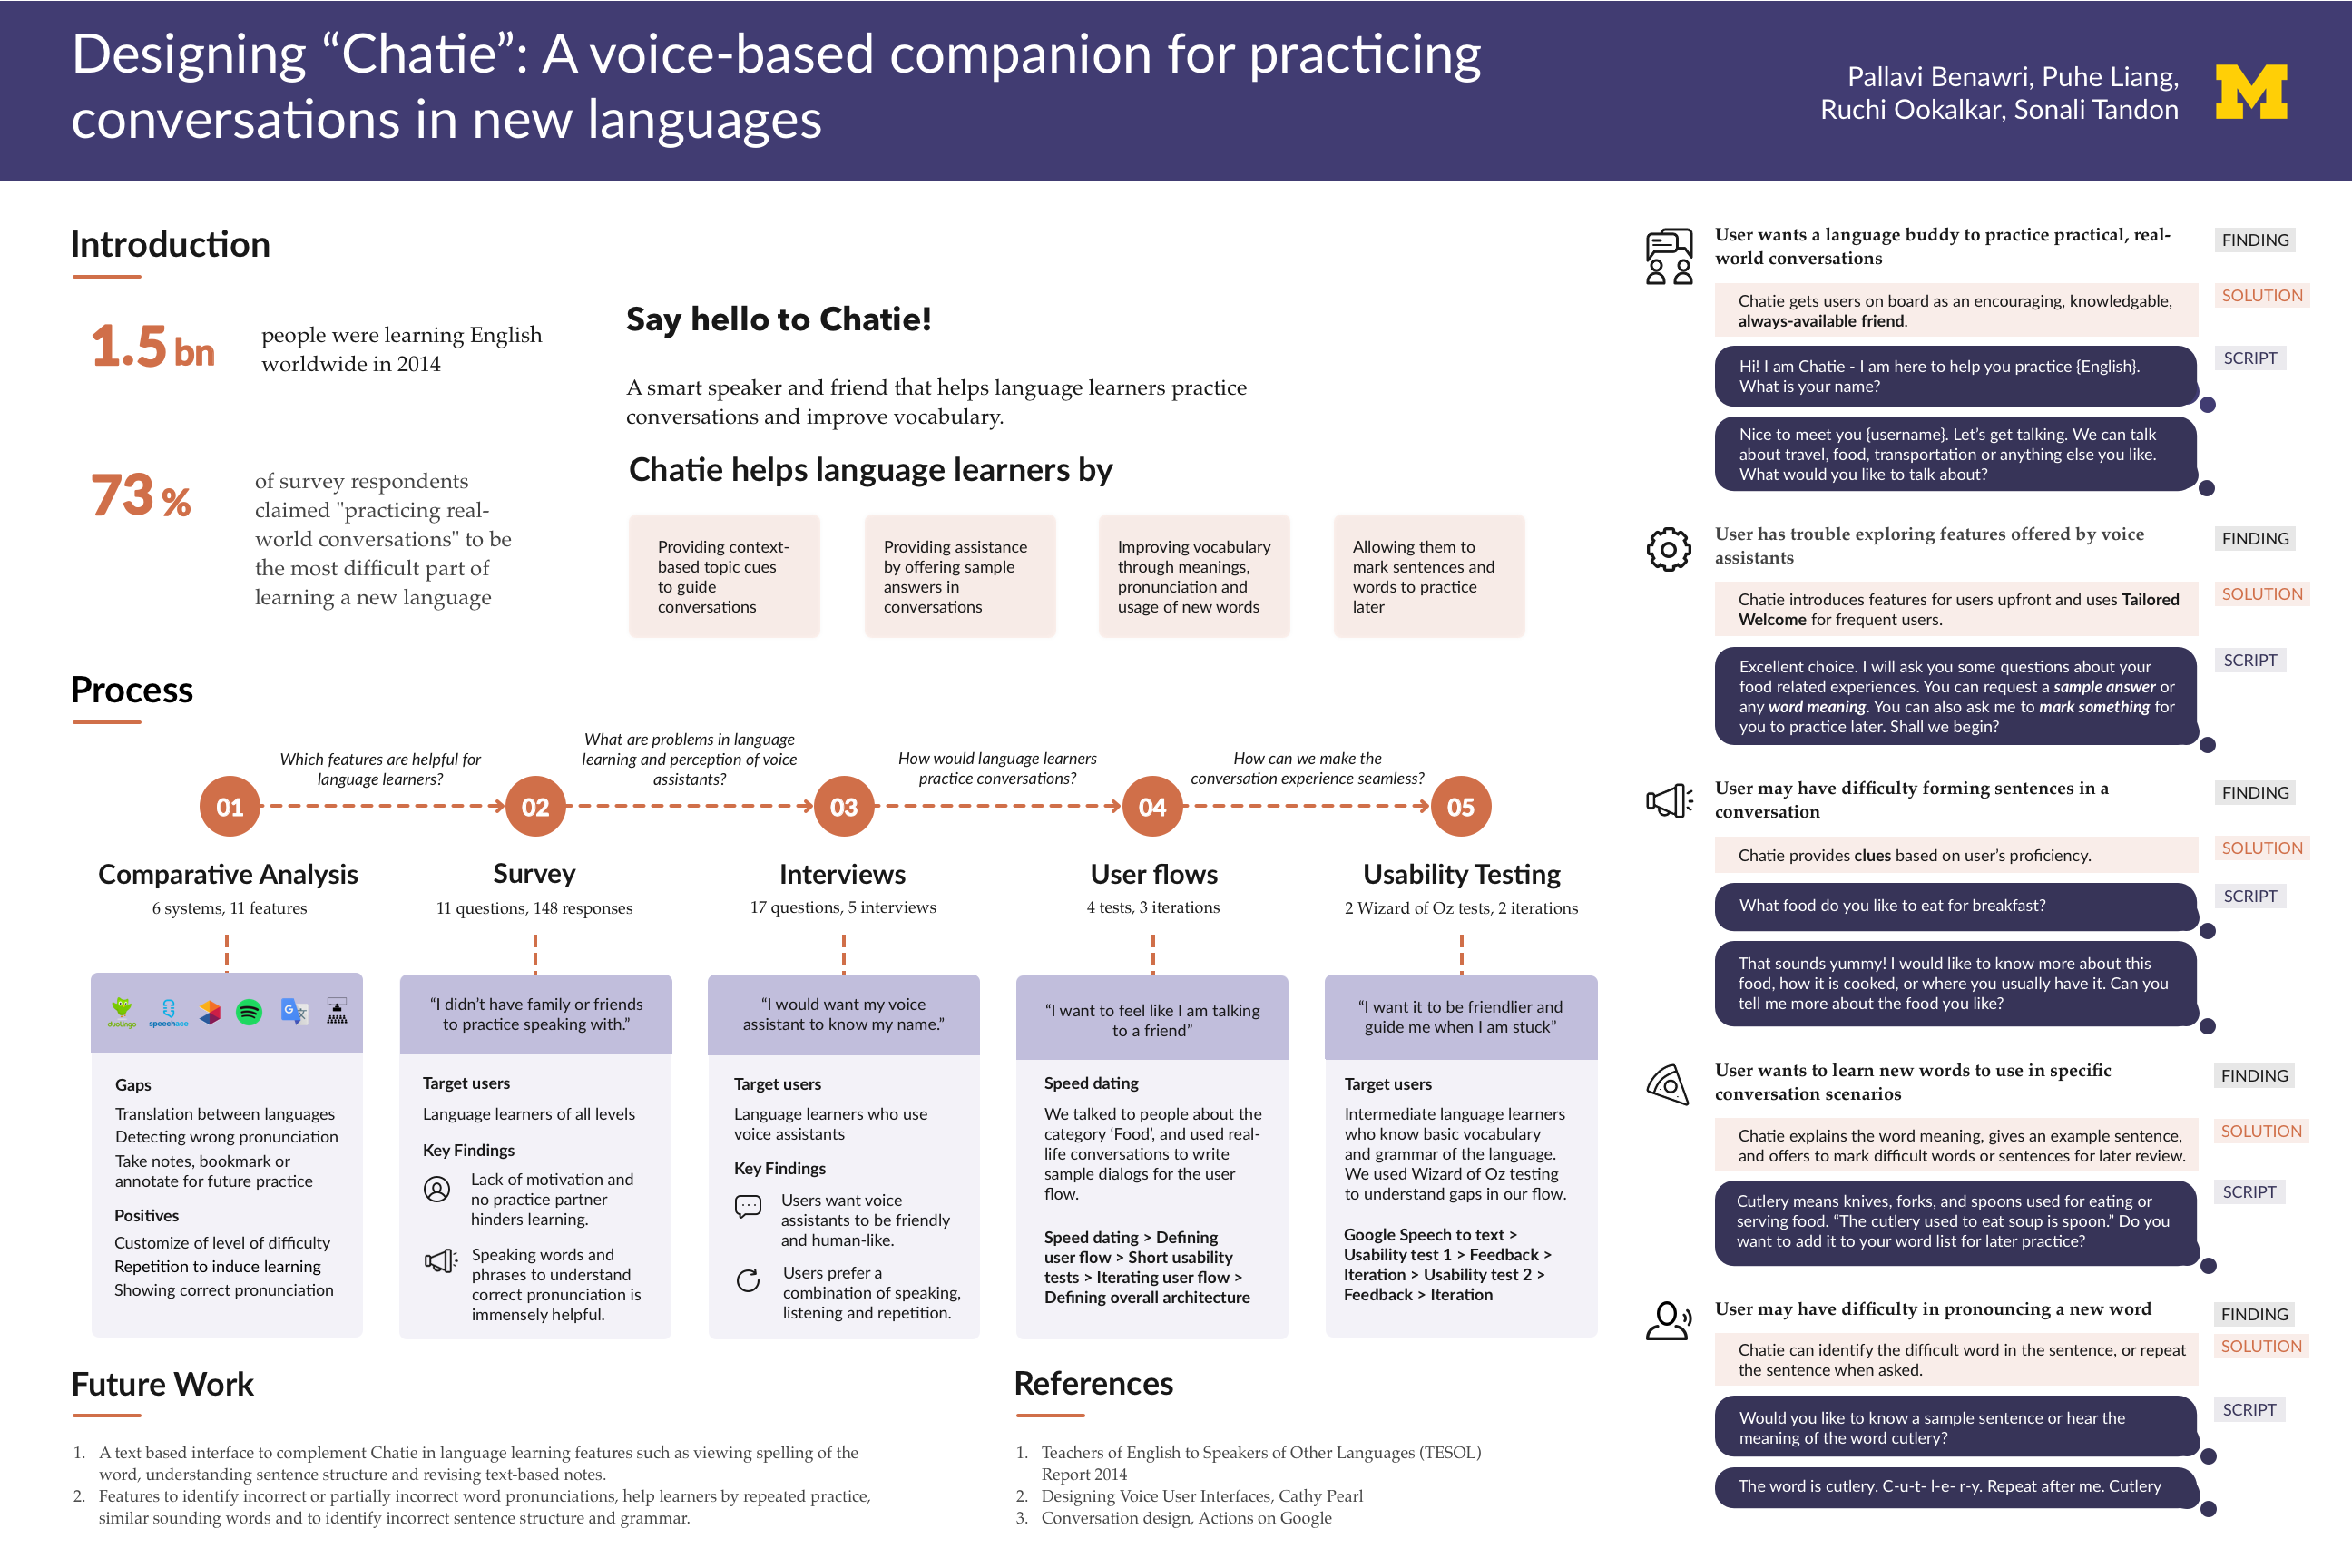 Designing “Chatie”: A voice-based companion for practicing
conversations in new languages
Pallavi Benawri, Puhe Liang,
Ruchi Ookalkar, Sonali Tandon
M
Introduction
1.5 bn
people were learning English
worldwide in 2014
73 %
of survey respondents
claimed "practicing real-
world conversations" to be
the most difficult part of
learning a new language
Say hello to Chatie!
A smart speaker and friend that helps language learners practice
conversations and improve vocabulary.
Chatie helps language learners by
Providing context-
based topic cues
to guide
conversations
Providing assistance
by offering sample
answers in
conversations
Improving vocabulary
through meanings,
pronunciation and
usage of new words
Allowing them to
mark sentences and
words to practice
later
Process
Which features are helpful for
language learners?
What are problems in language
learning and perception of voice
assistants?
How would language learners
practice conversations?
How can we make the
conversation experience seamless?
01
02
03
04
05
Comparative Analysis
6 systems, 11 features
duolingo
speechace
G
文
Gaps
Translation between languages
Detecting wrong pronunciation
Take notes, bookmark or
annotate for future practice
Positives
Customize of level of difficulty
Repetition to induce learning
Showing correct pronunciation
Survey
11 questions, 148 responses
“I didn’t have family or friends
to practice speaking with.”
Target users
Language learners of all levels
Key Findings
Lack of motivation and
no practice partner
hinders learning.
Speaking words and
phrases to understand
correct pronunciation is
immensely helpful.
Interviews
17 questions, 5 interviews
“I would want my voice
assistant to know my name.”
Target users
Language learners who use
voice assistants
Key Findings
Users want voice
assistants to be friendly
and human-like.
Users prefer a
combination of speaking,
listening and repetition.
User flows
4 tests, 3 iterations
“I want to feel like I am talking
to a friend”
Speed dating
We talked to people about the
category ‘Food’, and used real-
life conversations to write
sample dialogs for the user
flow.
Speed dating > Defining
user flow > Short usability
tests > Iterating user flow >
Defining overall architecture
Usability Testing
2 Wizard of Oz tests, 2 iterations
“I want it to be friendlier and
guide me when I am stuck”
Target users
Intermediate language learners
who know basic vocabulary
and grammar of the language.
We used Wizard of Oz testing
to understand gaps in our flow.
Google Speech to text >
Usability test 1 > Feedback >
Iteration > Usability test 2 >
Feedback > Iteration
Future Work
1. A text based interface to complement Chatie in language learning features such as viewing spelling of the
word, understanding sentence structure and revising text-based notes.
2. Features to identify incorrect or partially incorrect word pronunciations, help learners by repeated practice,
similar sounding words and to identify incorrect sentence structure and grammar.
References
1. Teachers of English to Speakers of Other Languages (TESOL)
Report 2014
2. Designing Voice User Interfaces, Cathy Pearl
3. Conversation design, Actions on Google
User wants a language buddy to practice practical, real-
world conversations
FINDING
Chatie gets users on board as an encouraging, knowledgable,
always-available friend.
SOLUTION
Hi! I am Chatie - I am here to help you practice {English}.
What is your name?
SCRIPT
Nice to meet you {username}. Let’s get talking. We can talk
about travel, food, transportation or anything else you like.
What would you like to talk about?
User has trouble exploring features offered by voice
assistants
FINDING
Chatie introduces features for users upfront and uses Tailored
Welcome for frequent users.
SOLUTION
Excellent choice. I will ask you some questions about your
food related experiences. You can request a sample answer or
any word meaning. You can also ask me to mark something for
you to practice later. Shall we begin?
SCRIPT
User may have difficulty forming sentences in a
conversation
FINDING
Chatie provides clues based on user’s proficiency.
SOLUTION
What food do you like to eat for breakfast?
SCRIPT
That sounds yummy! I would like to know more about this
food, how it is cooked, or where you usually have it. Can you
tell me more about the food you like?
User wants to learn new words to use in specific
conversation scenarios
FINDING
Chatie explains the word meaning, gives an example sentence,
and offers to mark difficult words or sentences for later review.
SOLUTION
Cutlery means knives, forks, and spoons used for eating or
serving food. “The cutlery used to eat soup is spoon.” Do you
want to add it to your word list for later practice?
SCRIPT
User may have difficulty in pronouncing a new word
FINDING
Chatie can identify the difficult word in the sentence, or repeat
the sentence when asked.
SOLUTION
Would you like to know a sample sentence or hear the
meaning of the word cutlery?
SCRIPT
The word is cutlery. C-u-t- l-e- r-y. Repeat after me. Cutlery